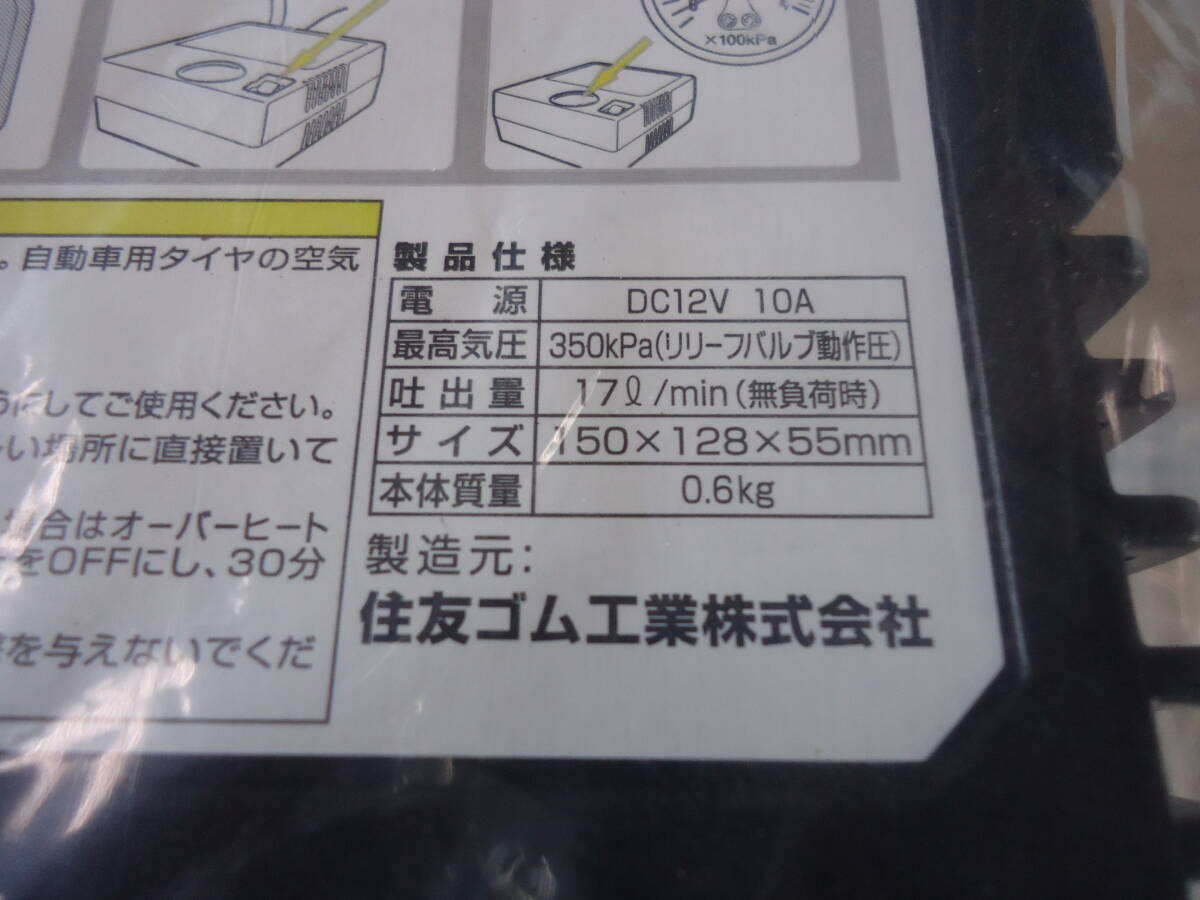 ×100kPa
。自動車用タイヤの空気
にしてご使用ください。
い場所に直接置いて
場合はオーバーヒート
をOFFにし、30分
を与えないでくだ
製品仕様
電源 DC12V 10A
最高気圧 350kPa(リリーフバルブ動作圧)
吐出量 17ℓ/min(無負荷時)
サイズ 150×128×55mm
本体質量 0.6kg
製造元:
住友ゴム工業株式会社